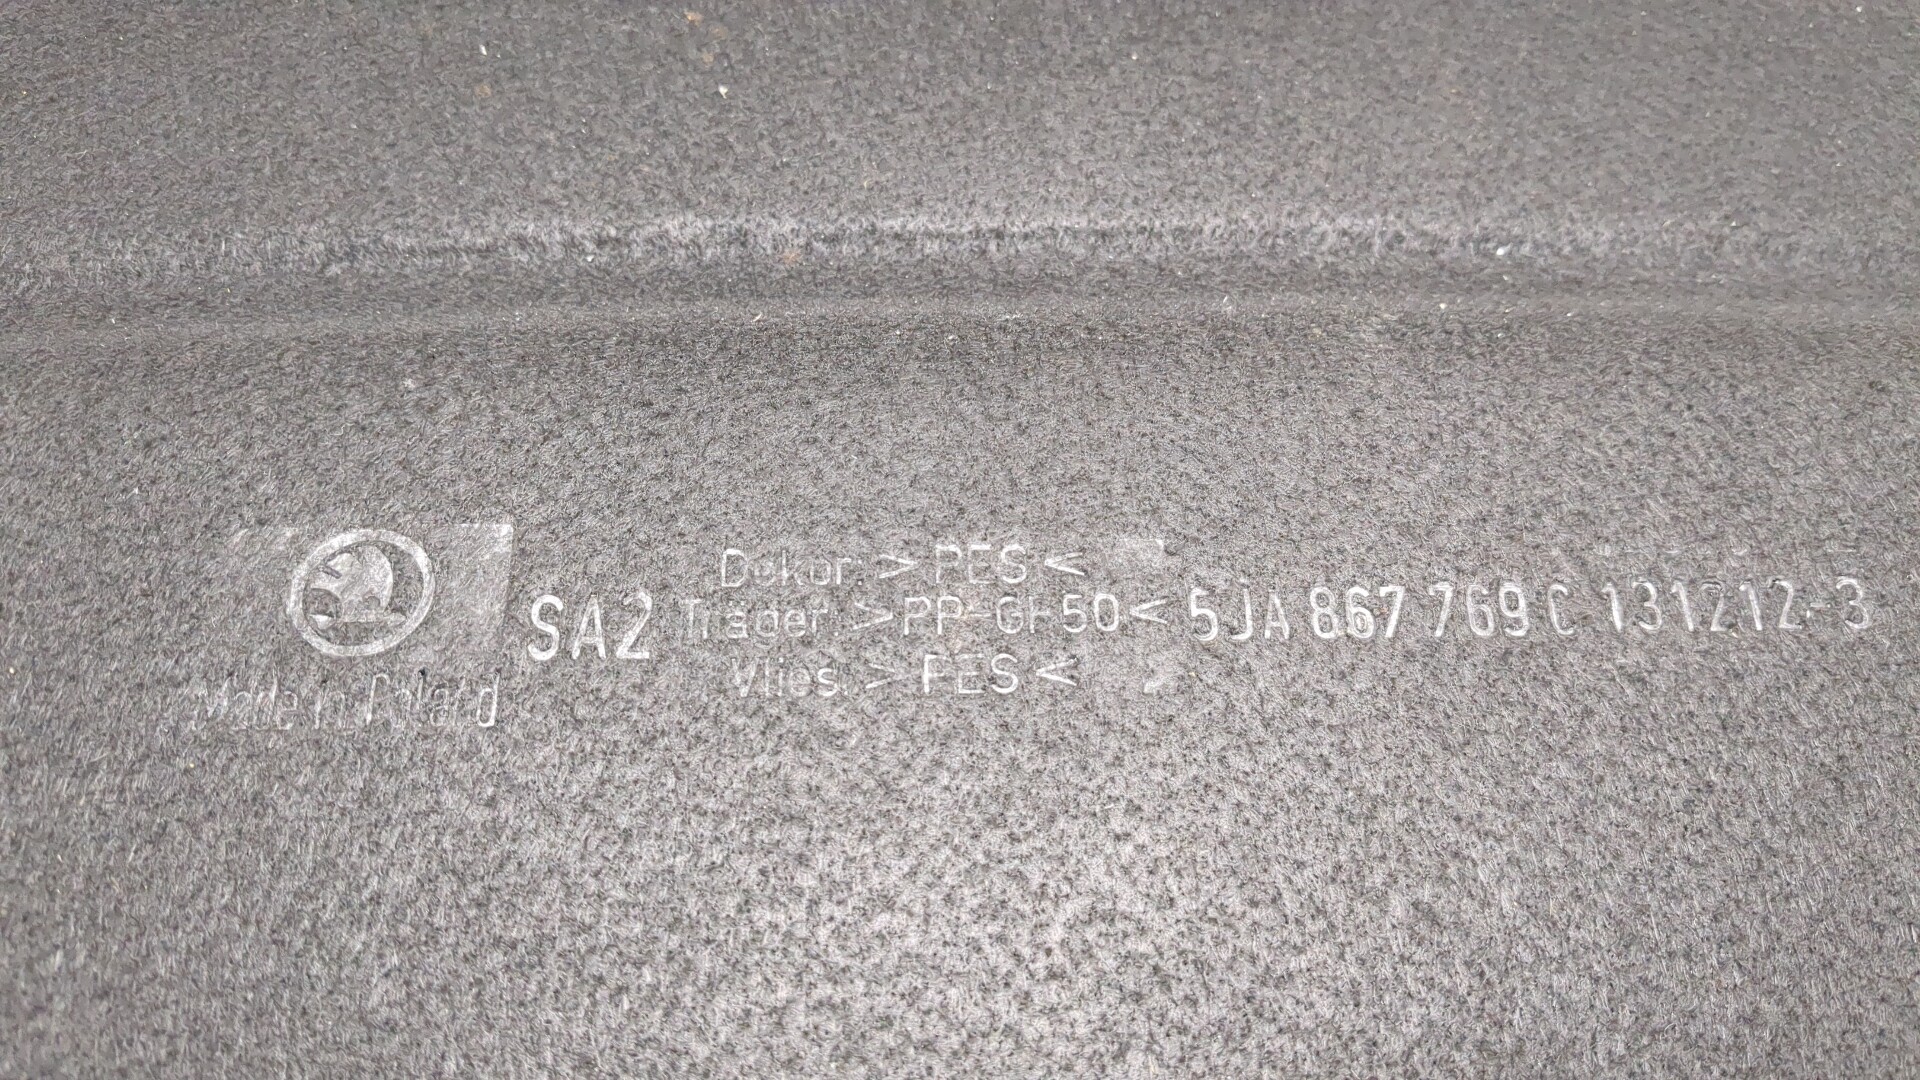 SA2
Dekor: > PES <
Träger: >PP-GF50<
Vlies: > PES <
5JA 867 769 C 131212-3
Made in Poland